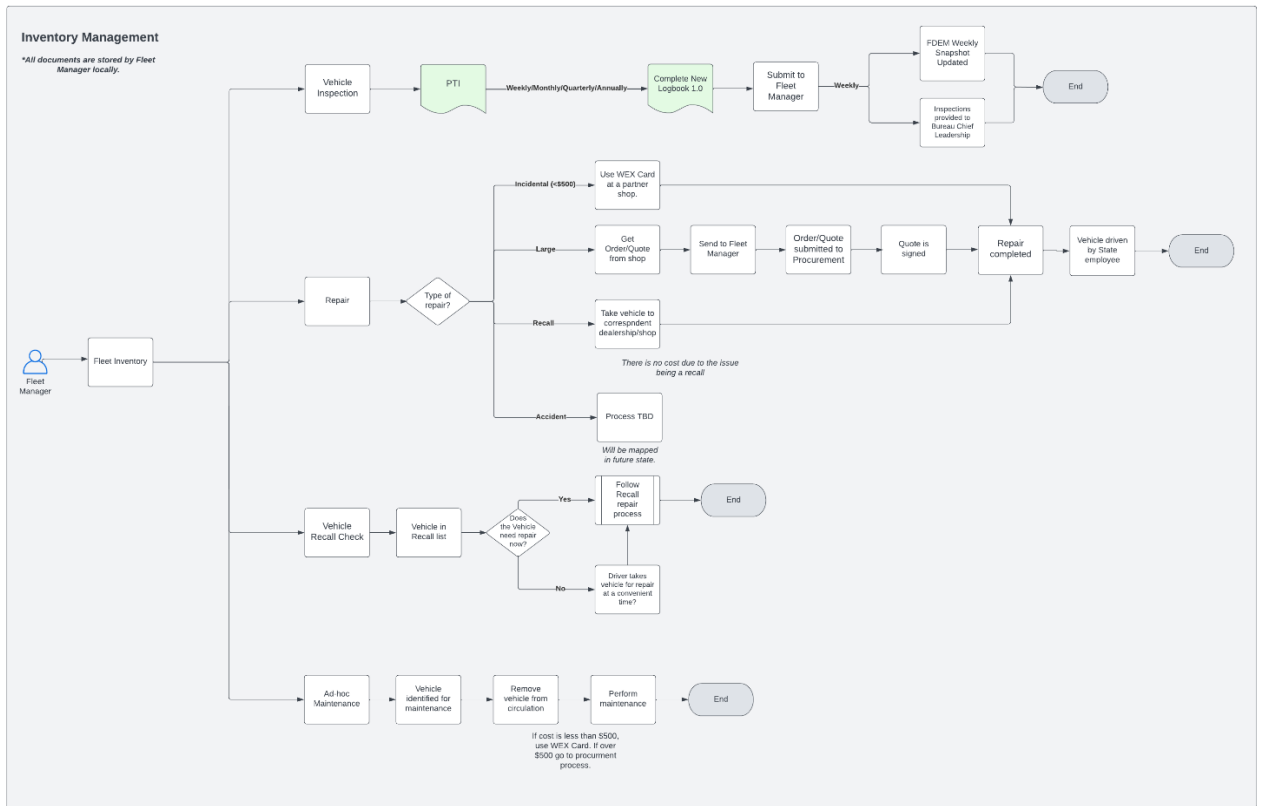 Inventory Management
*All documents are stored by Fleet
Manager locally.
Vehicle
Inspection
PTI
Weekly/Monthly/Quarterly/Annually
Complete New
Logbook 1.0
Submit to
Fleet
Manager
Weekly
FDEM Weekly
Snapshot
Updated
Inspections
provided to
Bureau Chief
Leadership
End
Fleet
Manager
Fleet Inventory
Repair
Type of
repair?
Incidental (<$500)
Use WEX Card
at a partner
shop.
Large
Get
Order/Quote
from shop
Send to Fleet
Manager
Order/Quote
submitted to
Procurement
Quote is
signed
Repair
completed
Vehicle driven
by State
employee
End
Recall
Take vehicle to
correspndent
dealership/shop
There is no cost due to the issue
being a recall
Accident
Process TBD
Will be mapped
in future state.
Vehicle
Recall Check
Vehicle in
Recall list
Does
the Vehicle
need repair
now?
Yes
Follow
Recall
repair
process
End
No
Driver takes
vehicle for repair
at a convenient
time?
Ad-hoc
Maintenance
Vehicle
identified for
maintenance
Remove
vehicle from
circulation
Perform
maintenance
End
If cost is less than $500,
use WEX Card. If over
$500 go to procurment
process.